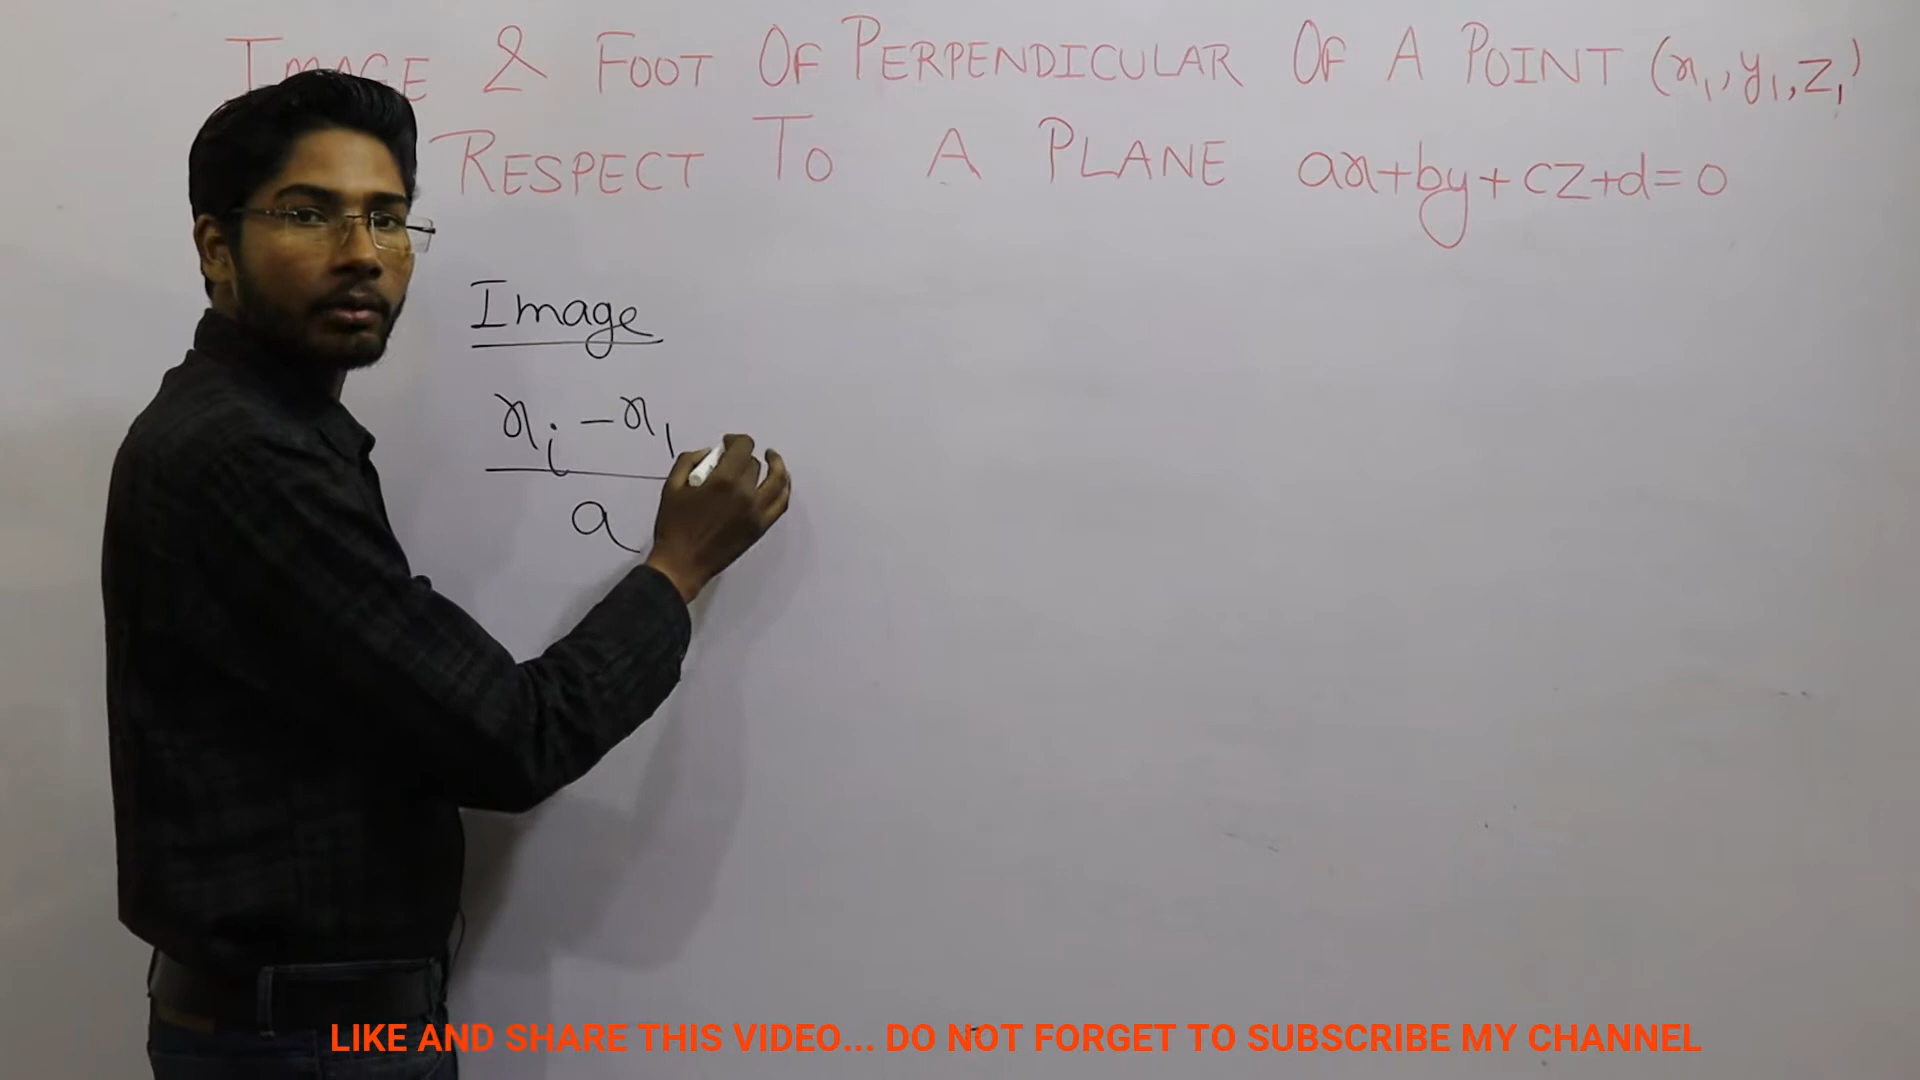 IMAGE & FOOT OF PERPENDICULAR OF A POINT (x₁, y₁, z₁)
RESPECT TO A PLANE ax+by+cz+d=0
Image
xᵢ - x₁
a
LIKE AND SHARE THIS VIDEO... DO NOT FORGET TO SUBSCRIBE MY CHANNEL